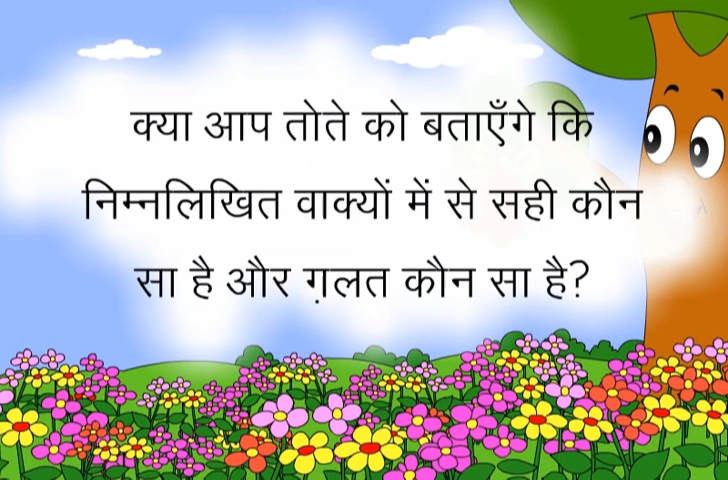 क्या आप तोते को बताएँगे कि
निम्नलिखित वाक्यों में से सही कौन
सा है और ग़लत कौन सा है?